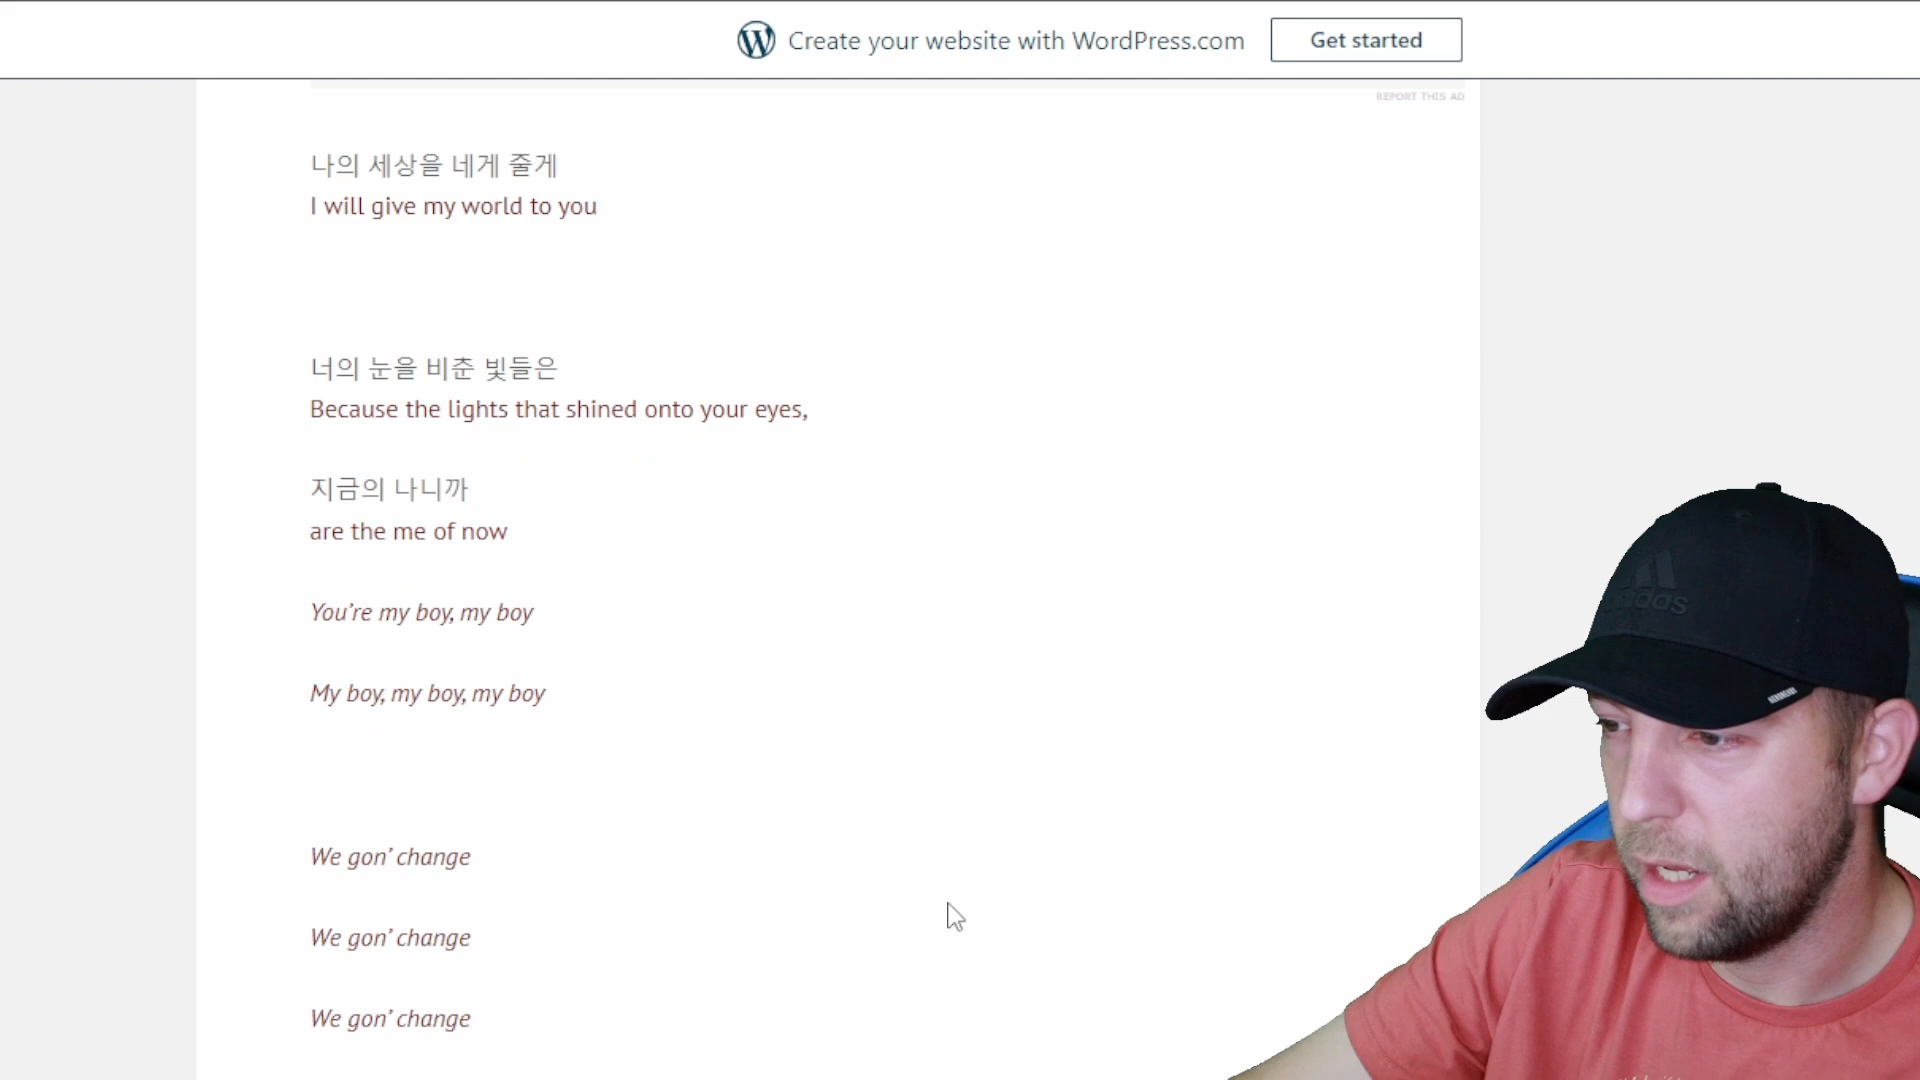 Create your website with WordPress.com
Get started
REPORT THIS AD
나의 세상을 네게 줄게
I will give my world to you
너의 눈을 비춘 빛들은
Because the lights that shined onto your eyes,
지금의 나니까
are the me of now
You’re my boy, my boy
My boy, my boy, my boy
We gon’ change
We gon’ change
We gon’ change
adidas